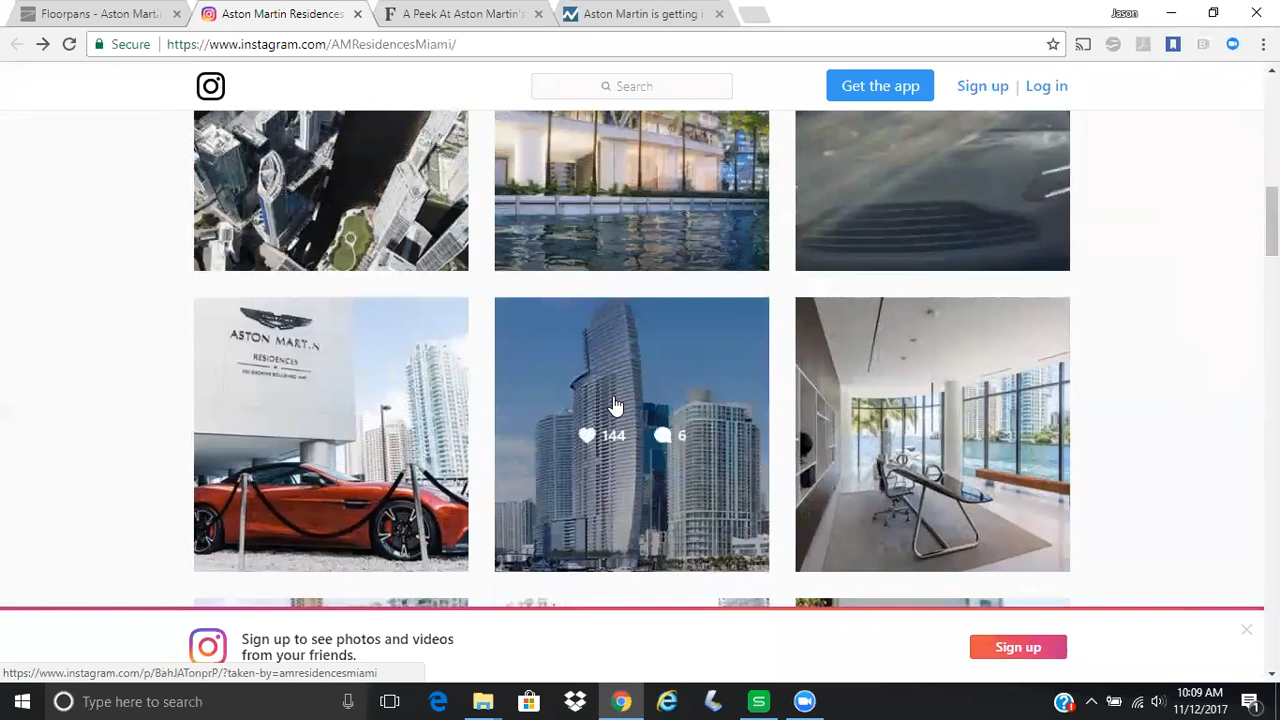 Floorpans - Aston Marti
Aston Martin Residences
A Peek At Aston Martin's
Aston Martin is getting i
Jason
Secure
https://www.instagram.com/AMResidencesMiami/
Search
Get the app
Sign up | Log in
ASTON MARTIN
RESIDENCES
144
6
Sign up to see photos and videos
from your friends.
Sign up
https://www.instagram.com/p/BahJATonprP/?taken-by=amresidencesmiami
Type here to search
10:09 AM
11/12/2017